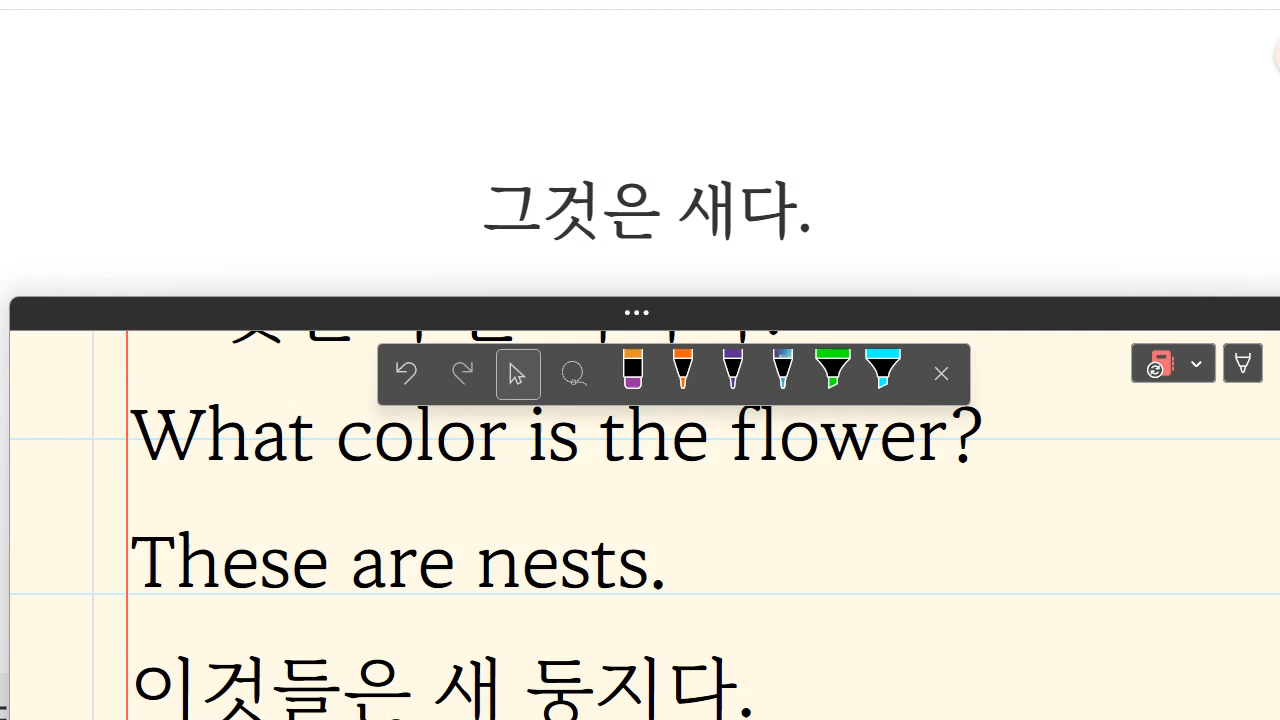 그것은 새다.
What color is the flower?
These are nests.
이것들은 새 둥지다.